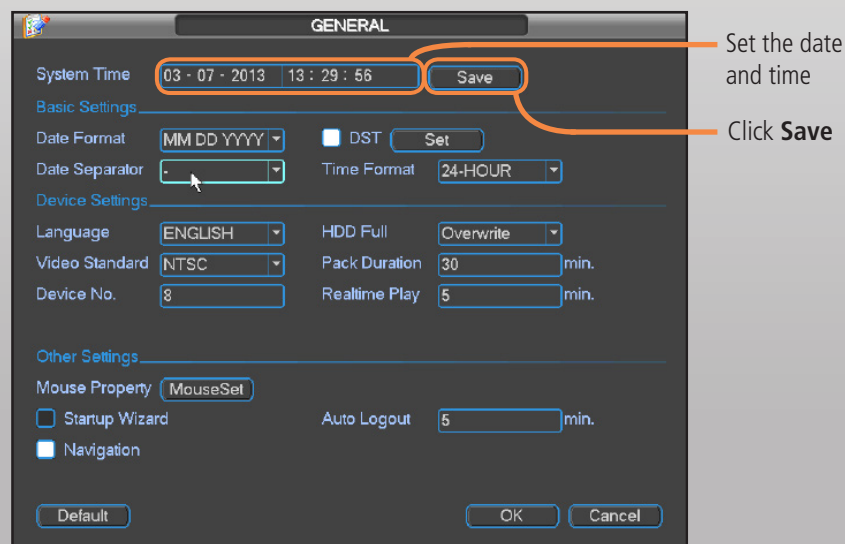 GENERAL
System Time 03 - 07 - 2013 13 : 29 : 56 Save
Set the date
and time
Click Save
Basic Settings
Date Format MM DD YYYY DST Set
Date Separator - Time Format 24-HOUR
Device Settings
Language ENGLISH HDD Full Overwrite
Video Standard NTSC Pack Duration 30 min.
Device No. 8 Realtime Play 5 min.
Other Settings
Mouse Property MouseSet
Startup Wizard Auto Logout 5 min.
Navigation
Default OK Cancel